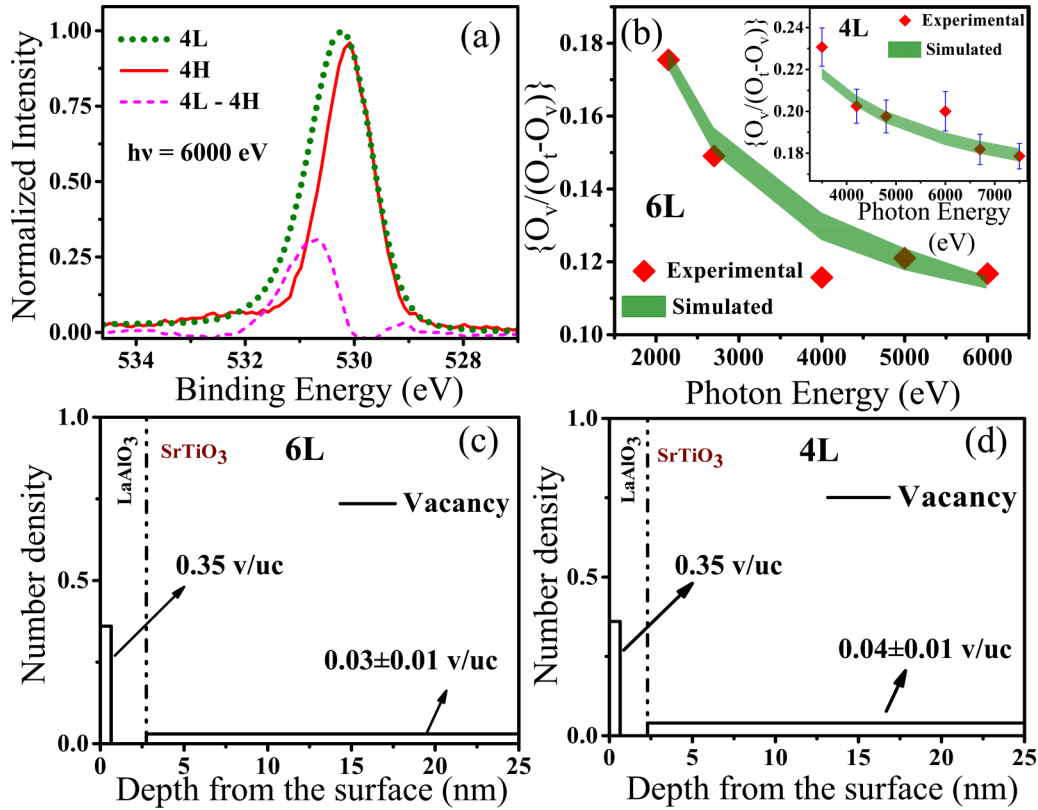 (a)
4L
4H
4L - 4H
hν = 6000 eV
1.00
0.75
0.50
0.25
0.00
Normalized Intensity
534
531
530
528
Binding Energy (eV)
(b)
0.18
0.16
0.14
0.12
0.10
{Oᵥ/(Oₜ-Oᵥ)}
6L
Experimental
Simulated
2000 3000 4000 5000 6000
Photon Energy (eV)
4L
Experimental
Simulated
0.24
0.22
0.20
0.18
{Oᵥ/(Oₜ-Oᵥ)}
4000 5000 6000 7000
Photon Energy
(eV)
(c)
6L
LaAlO₃
SrTiO₃
Vacancy
0.35 v/uc
0.03±0.01 v/uc
1.0
0.5
0.0
Number density
0 5 10 15 20 25
Depth from the surface (nm)
(d)
4L
LaAlO₃
SrTiO₃
Vacancy
0.35 v/uc
0.04±0.01 v/uc
1.0
0.5
0.0
Number density
0 5 10 15 20 25
Depth from the surface (nm)